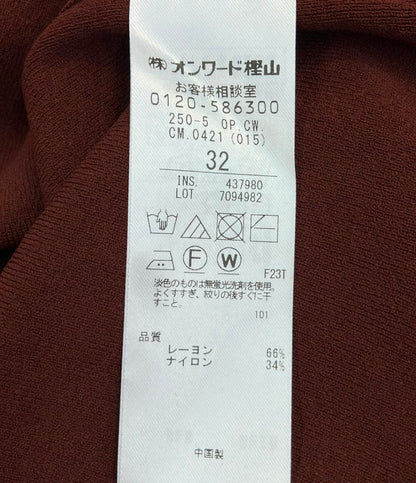 (株)オンワード樫山
お客様相談室
0120-586300
250-5 OP.CW.
CM.0421 (015)
32
INS. 437980
LOT 7094982
F W
F23T
淡色のものは無蛍光洗剤を使用。
よくすすぎ、絞りの後すぐに干
すこと。
101
品質
レーヨン 66%
ナイロン 34%
中国製